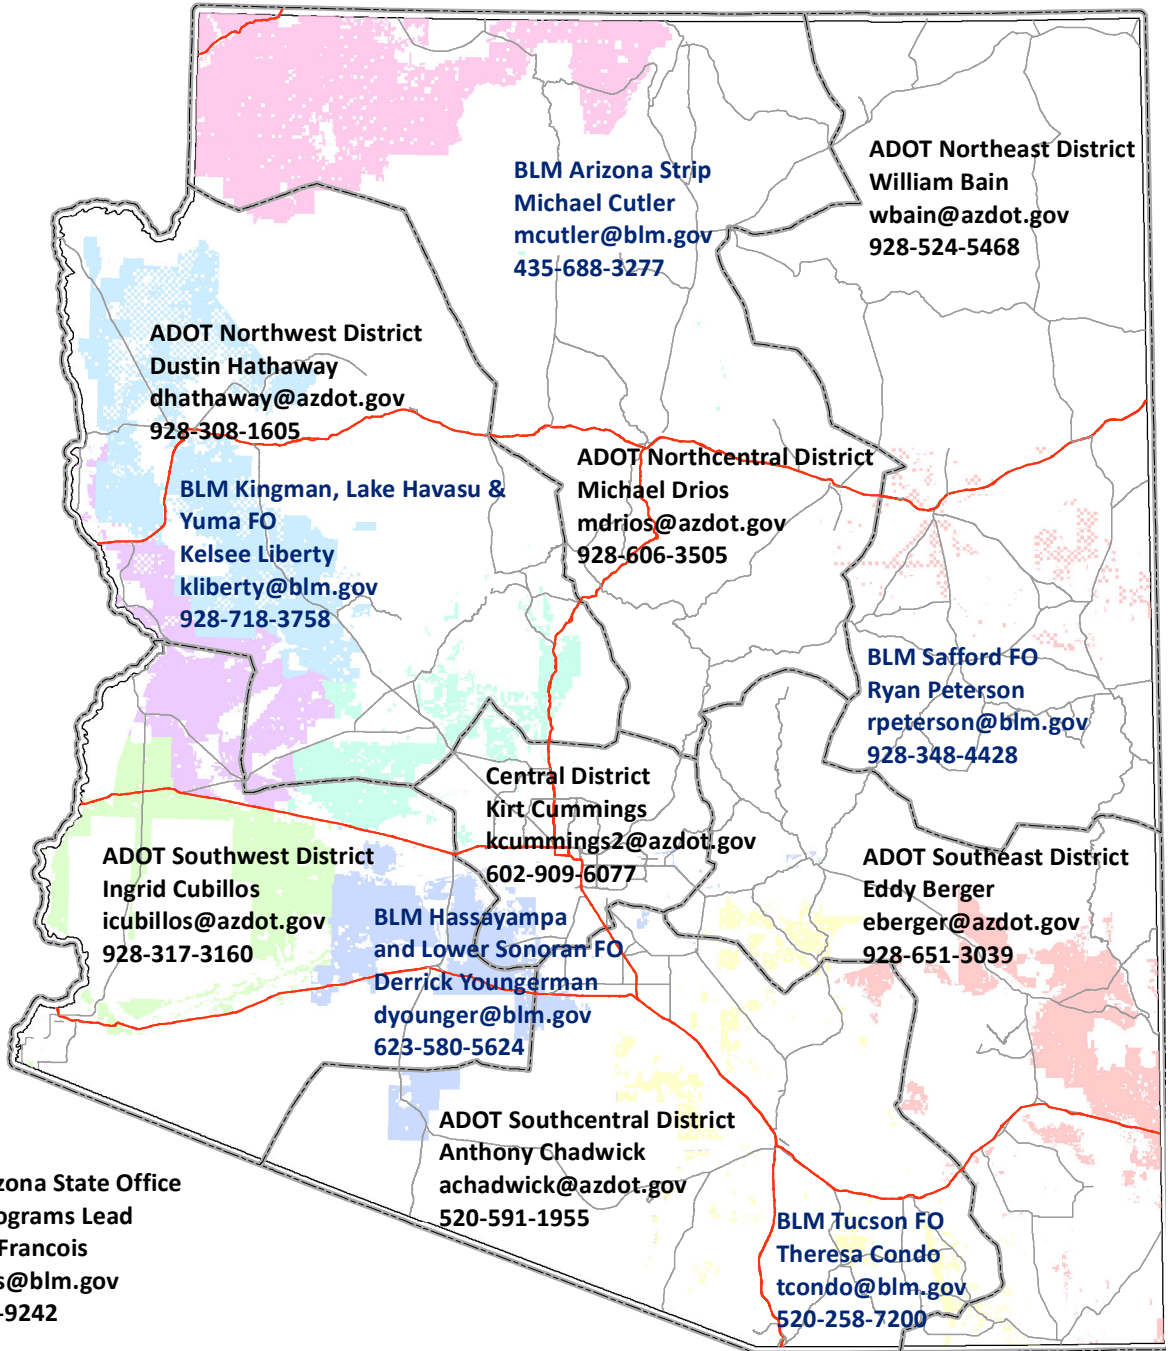 BLM Arizona Strip
Michael Cutler
mcutler@blm.gov
435-688-3277
ADOT Northeast District
William Bain
wbain@azdot.gov
928-524-5468
ADOT Northwest District
Dustin Hathaway
dhathaway@azdot.gov
928-308-1605
ADOT Northcentral District
Michael Drios
mdrios@azdot.gov
928-606-3505
BLM Kingman, Lake Havasu &
Yuma FO
Kelsee Liberty
kliberty@blm.gov
928-718-3758
BLM Safford FO
Ryan Peterson
rpeterson@blm.gov
928-348-4428
Central District
Kirt Cummings
kcummings2@azdot.gov
602-909-6077
ADOT Southwest District
Ingrid Cubillos
icubillos@azdot.gov
928-317-3160
ADOT Southeast District
Eddy Berger
eberger@azdot.gov
928-651-3039
BLM Hassayampa
and Lower Sonoran FO
Derrick Youngerman
dyounger@blm.gov
623-580-5624
ADOT Southcentral District
Anthony Chadwick
achadwick@azdot.gov
520-591-1955
zona State Office
ograms Lead
Francois
s@blm.gov
-9242
BLM Tucson FO
Theresa Condo
tcondo@blm.gov
520-258-7200